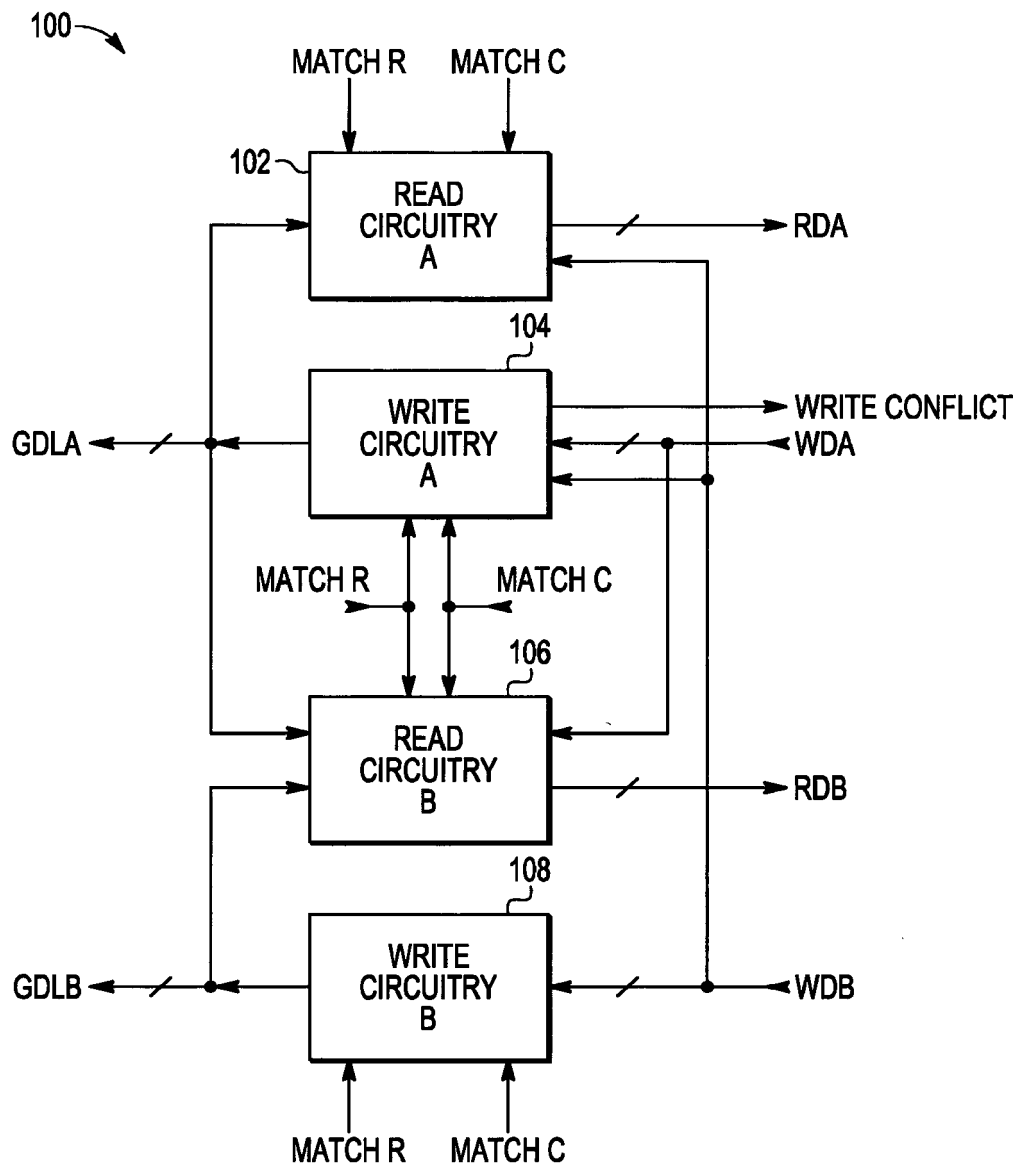 100
MATCH R MATCH C
102
READ
CIRCUITRY
A
RDA
104
WRITE
CIRCUITRY
A
WRITE CONFLICT
GDLA
WDA
MATCH R MATCH C
106
READ
CIRCUITRY
B
RDB
108
WRITE
CIRCUITRY
B
GDLB
WDB
MATCH R MATCH C